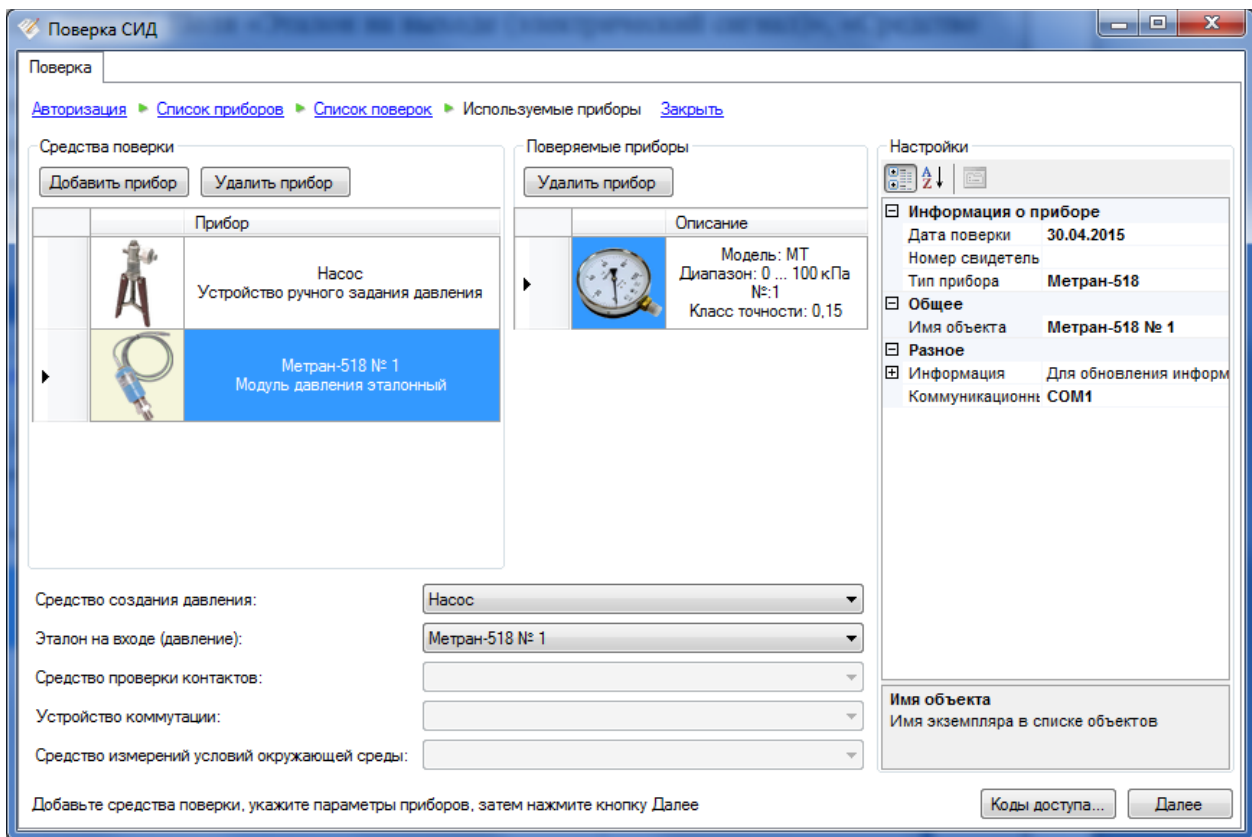 Поверка СИД
Поверка
Авторизация Список приборов Список поверок Используемые приборы Закрыть
Средства поверки
Добавить прибор Удалить прибор
Прибор
Насос
Устройство ручного задания давления
Метран-518 № 1
Модуль давления эталонный
Поверяемые приборы
Удалить прибор
Описание
Модель: МТ
Диапазон: 0 ... 100 кПа
№:1
Класс точности: 0,15
Настройки
Информация о приборе
Дата поверки 30.04.2015
Номер свидетель
Тип прибора Метран-518
Общее
Имя объекта Метран-518 № 1
Разное
Информация Для обновления информ
Коммуникационн COM1
Имя объекта
Имя экземпляра в списке объектов
Средство создания давления: Насос
Эталон на входе (давление): Метран-518 № 1
Средство проверки контактов:
Устройство коммутации:
Средство измерений условий окружающей среды:
Добавьте средства поверки, укажите параметры приборов, затем нажмите кнопку Далее
Коды доступа... Далее